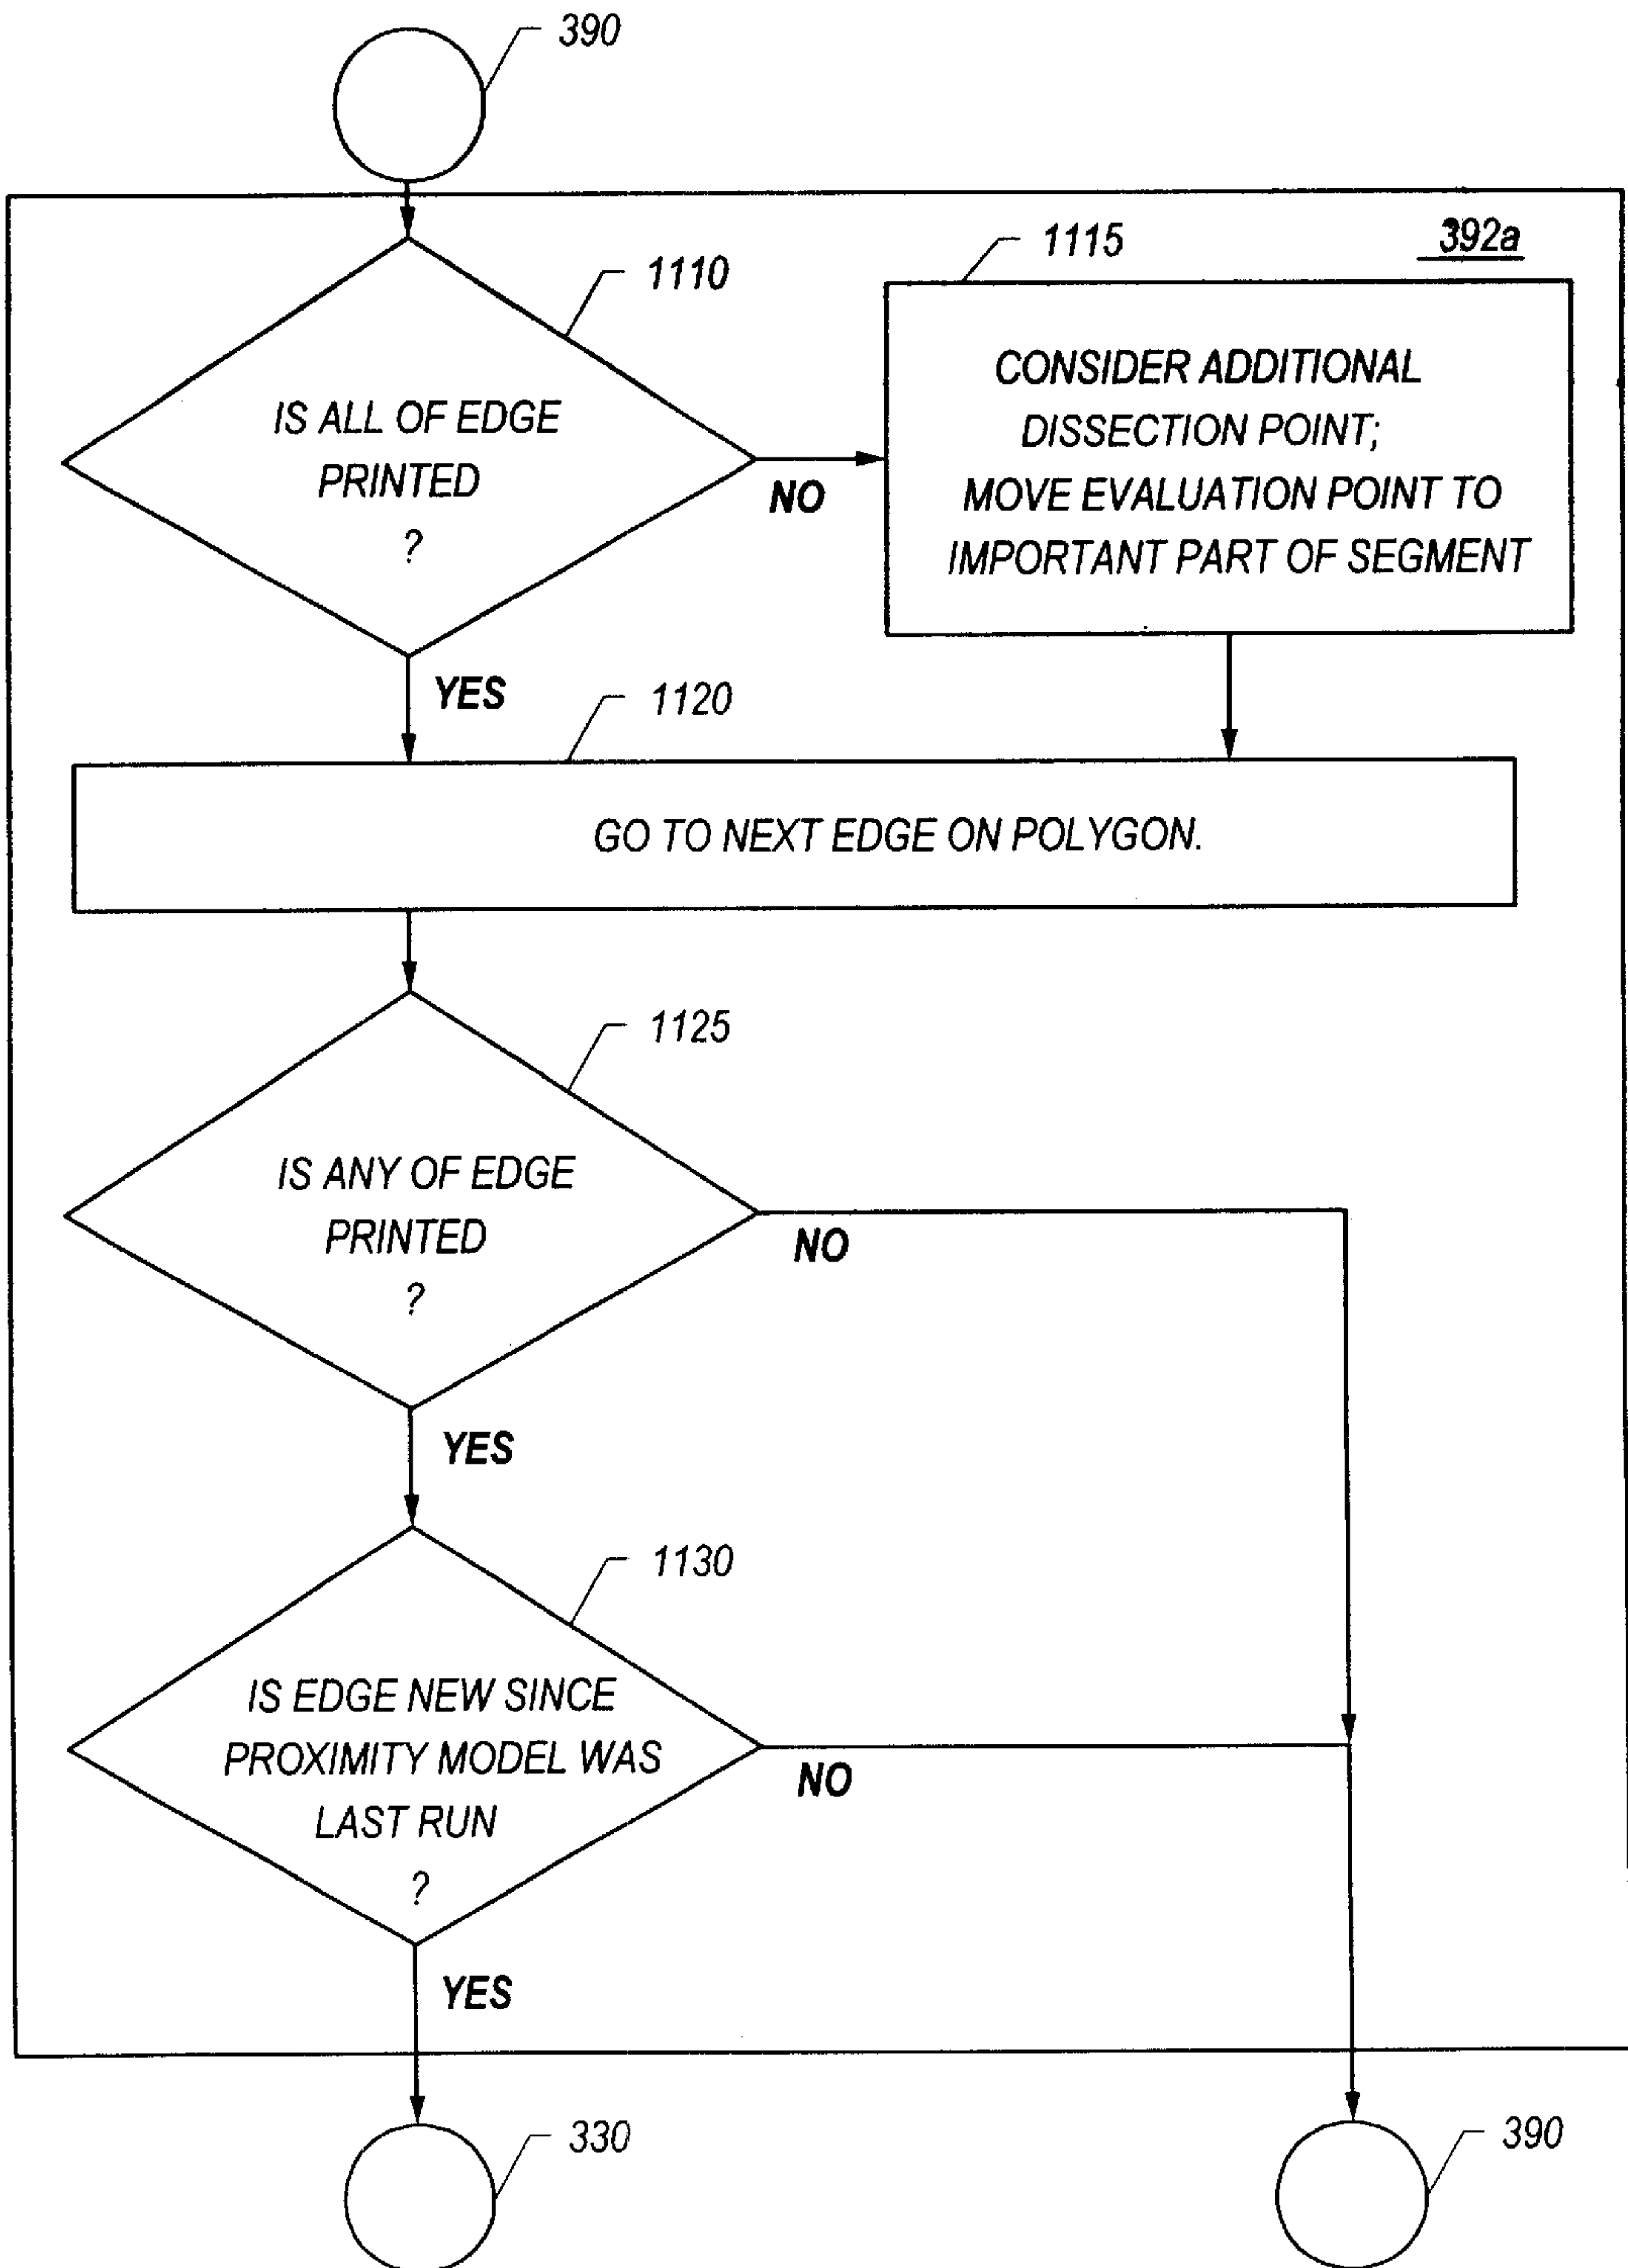 390
392a
1110
1115
IS ALL OF EDGE
PRINTED
?
NO
CONSIDER ADDITIONAL
DISSECTION POINT;
MOVE EVALUATION POINT TO
IMPORTANT PART OF SEGMENT
YES
1120
GO TO NEXT EDGE ON POLYGON.
1125
IS ANY OF EDGE
PRINTED
?
NO
YES
1130
IS EDGE NEW SINCE
PROXIMITY MODEL WAS
LAST RUN
?
NO
YES
330
390